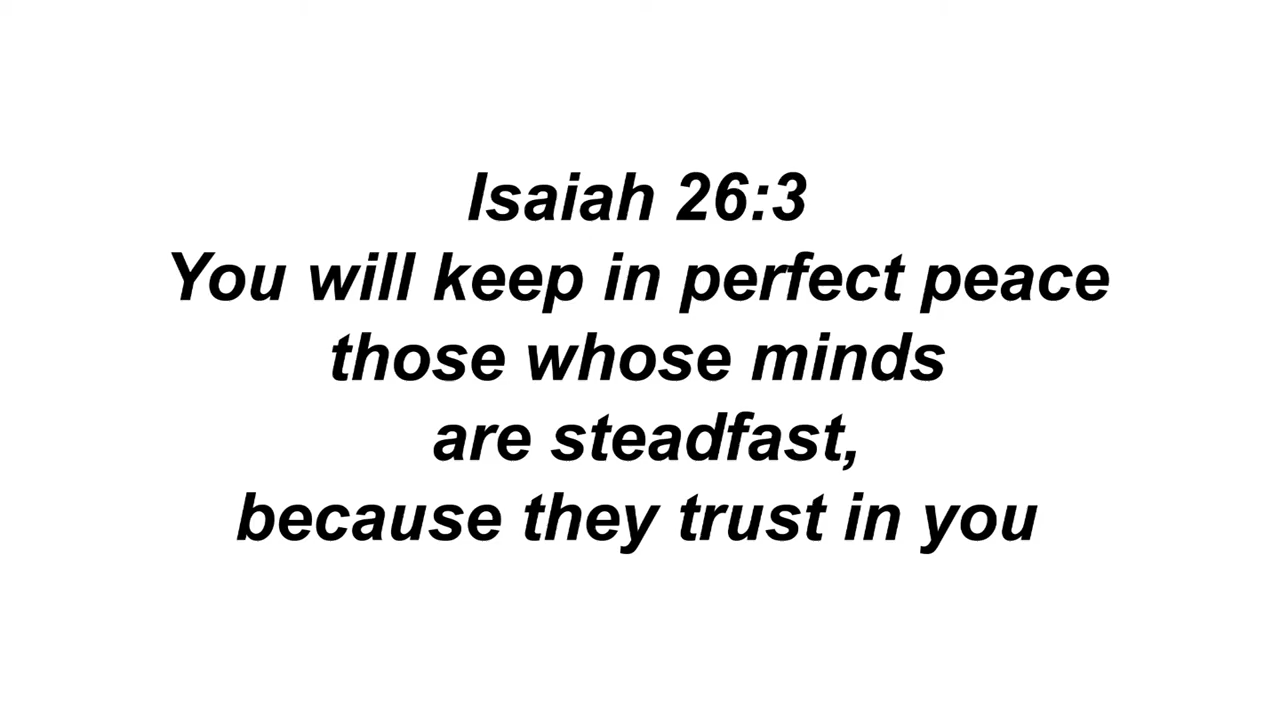 Isaiah 26:3
You will keep in perfect peace
those whose minds
are steadfast,
because they trust in you